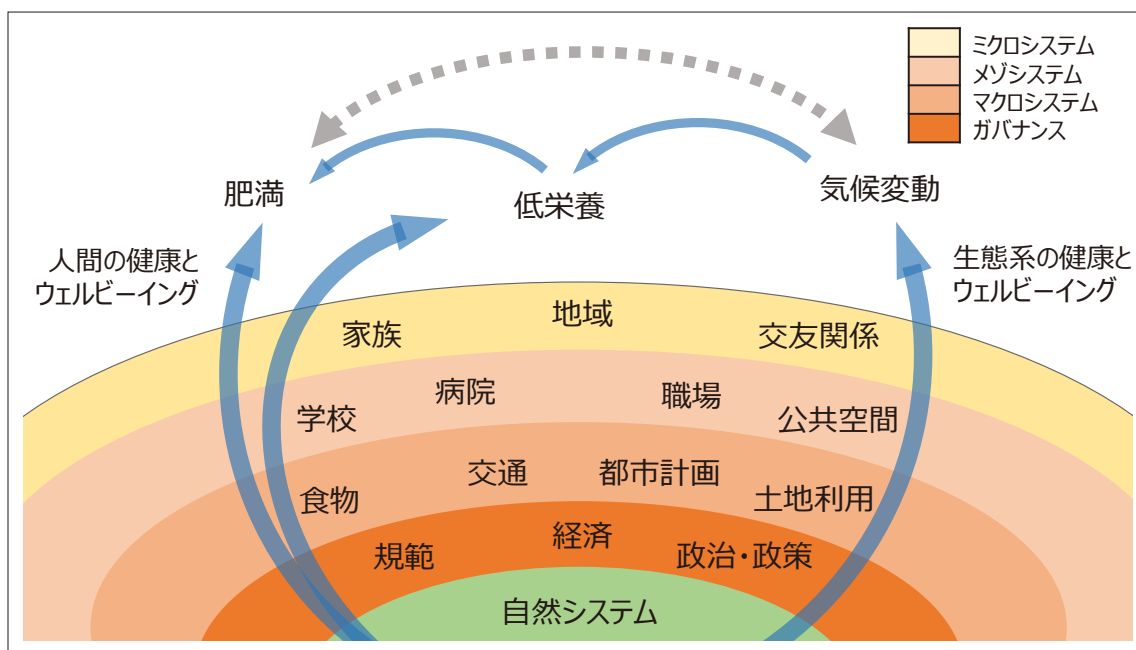 ミクロシステム
メゾシステム
マクロシステム
ガバナンス
肥満
低栄養
気候変動
人間の健康と
ウェルビーイング
生態系の健康と
ウェルビーイング
家族
地域
交友関係
学校
病院
職場
公共空間
食物
交通
都市計画
土地利用
規範
経済
政治・政策
自然システム